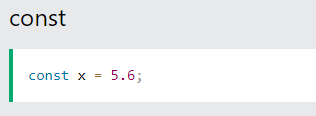 const
const x = 5.6;